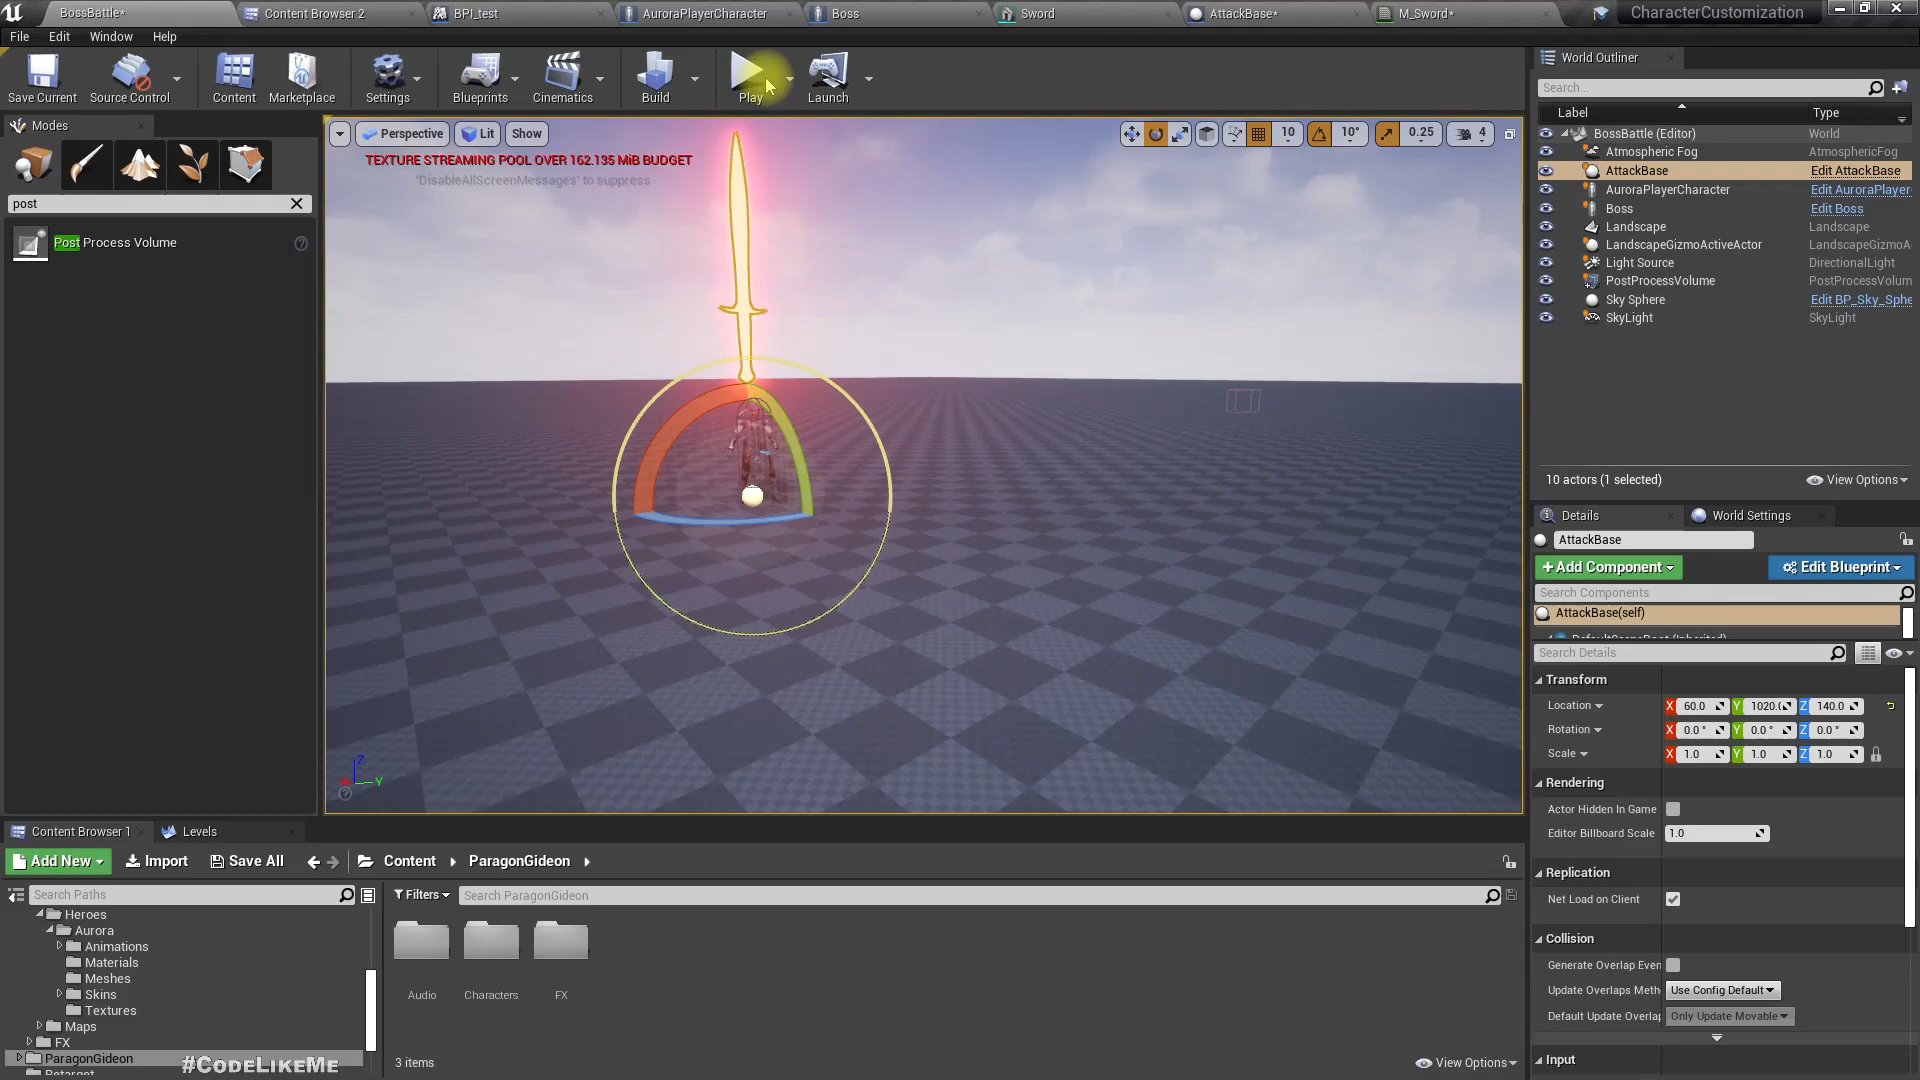 BossBattle*
Content Browser 2
BPI_test
AuroraPlayerCharacter
Boss
Sword
AttackBase*
M_Sword*
CharacterCustomization
File Edit Window Help
Save Current
Source Control
Content
Marketplace
Settings
Blueprints
Cinematics
Build
Play
Launch
World Outliner
Search...
Label Type
BossBattle (Editor) World
Atmospheric Fog AtmosphericFog
AttackBase Edit AttackBase
AuroraPlayerCharacter Edit AuroraPlayer
Boss Edit Boss
Landscape Landscape
LandscapeGizmoActiveActor LandscapeGizmoA
Light Source DirectionalLight
PostProcessVolume PostProcessVolum
Sky Sphere Edit BP_Sky_Sphe
SkyLight SkyLight
10 actors (1 selected)
View Options
Modes
post
Post Process Volume
Perspective
Lit
Show
10
10°
0.25
4
TEXTURE STREAMING POOL OVER 162.135 MiB BUDGET
'DisableAllScreenMessages' to suppress
Z
Y
Details
World Settings
AttackBase
+Add Component
Edit Blueprint
Search Components
AttackBase(self)
Search Details
Transform
Location X 60.0 Y 1020.( Z 140.0
Rotation X 0.0 ° Y 0.0 ° Z 0.0 °
Scale X 1.0 Y 1.0 Z 1.0
Rendering
Actor Hidden In Game
Editor Billboard Scale 1.0
Replication
Net Load on Client
Collision
Generate Overlap Even
Update Overlaps Meth Use Config Default
Default Update Overlap Only Update Movable
Input
Content Browser 1
Levels
Add New
Import
Save All
Content
ParagonGideon
Search Paths
Filters
Search ParagonGideon
Heroes
Aurora
Animations
Materials
Meshes
Skins
Textures
Maps
FX
ParagonGideon
Audio
Characters
FX
3 items
View Options
#CODELIKEME